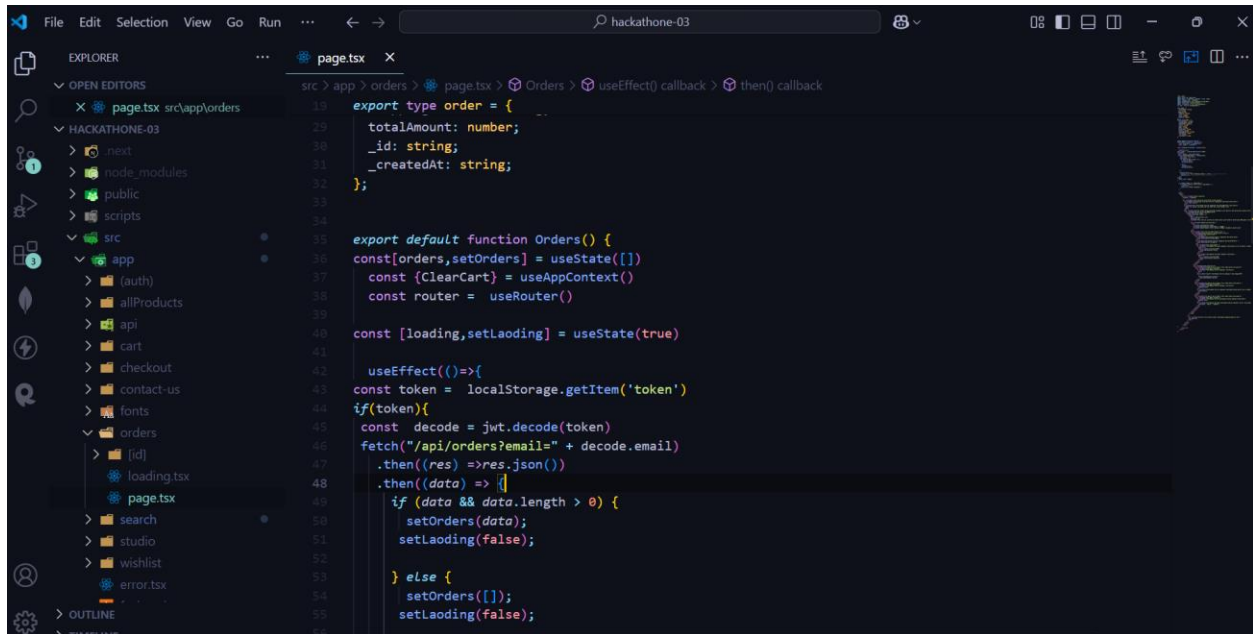 File Edit Selection View Go Run ... hackathone-03
EXPLORER ...
OPEN EDITORS
page.tsx src\app\orders
HACKATHONE-03
.next
node_modules
public
scripts
src
app
(auth)
allProducts
api
cart
checkout
contact-us
fonts
orders
[id]
loading.tsx
page.tsx
search
studio
wishlist
error.tsx
OUTLINE
1
3
page.tsx
src > app > orders > page.tsx > Orders > useEffect() callback > then() callback
19 export type order = {
29 totalAmount: number;
30 _id: string;
31 _createdAt: string;
32 };
33
34
35 export default function Orders() {
36 const[orders,setOrders] = useState([])
37 const {ClearCart} = useAppContext()
38 const router =  useRouter()
39
40 const [loading,setLaoding] = useState(true)
41
42 useEffect(()=>{
43 const token =  localStorage.getItem('token')
44 if(token){
45 const  decode = jwt.decode(token)
46 fetch("/api/orders?email=" + decode.email)
47 .then((res) =>res.json())
48 .then((data) => {
49 if (data && data.length > 0) {
50 setOrders(data);
51 setLaoding(false);
52
53 } else {
54 setOrders([]);
55 setLaoding(false);